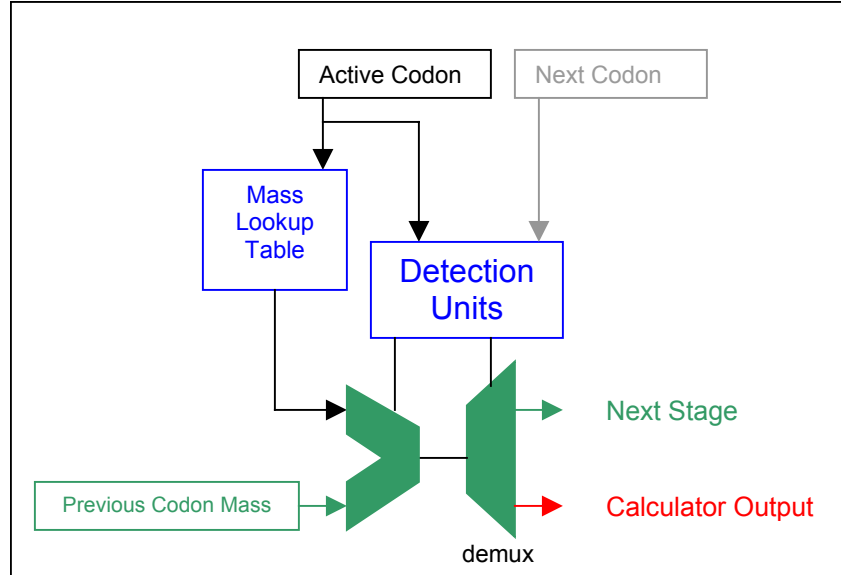 Active Codon
Next Codon
Mass
Lookup
Table
Detection
Units
Next Stage
Previous Codon Mass
Calculator Output
demux